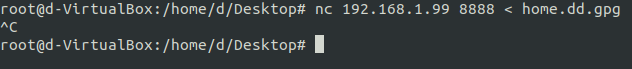 root@d-VirtualBox:/home/d/Desktop# nc 192.168.1.99 8888 < home.dd.gpg
^C
root@d-VirtualBox:/home/d/Desktop#